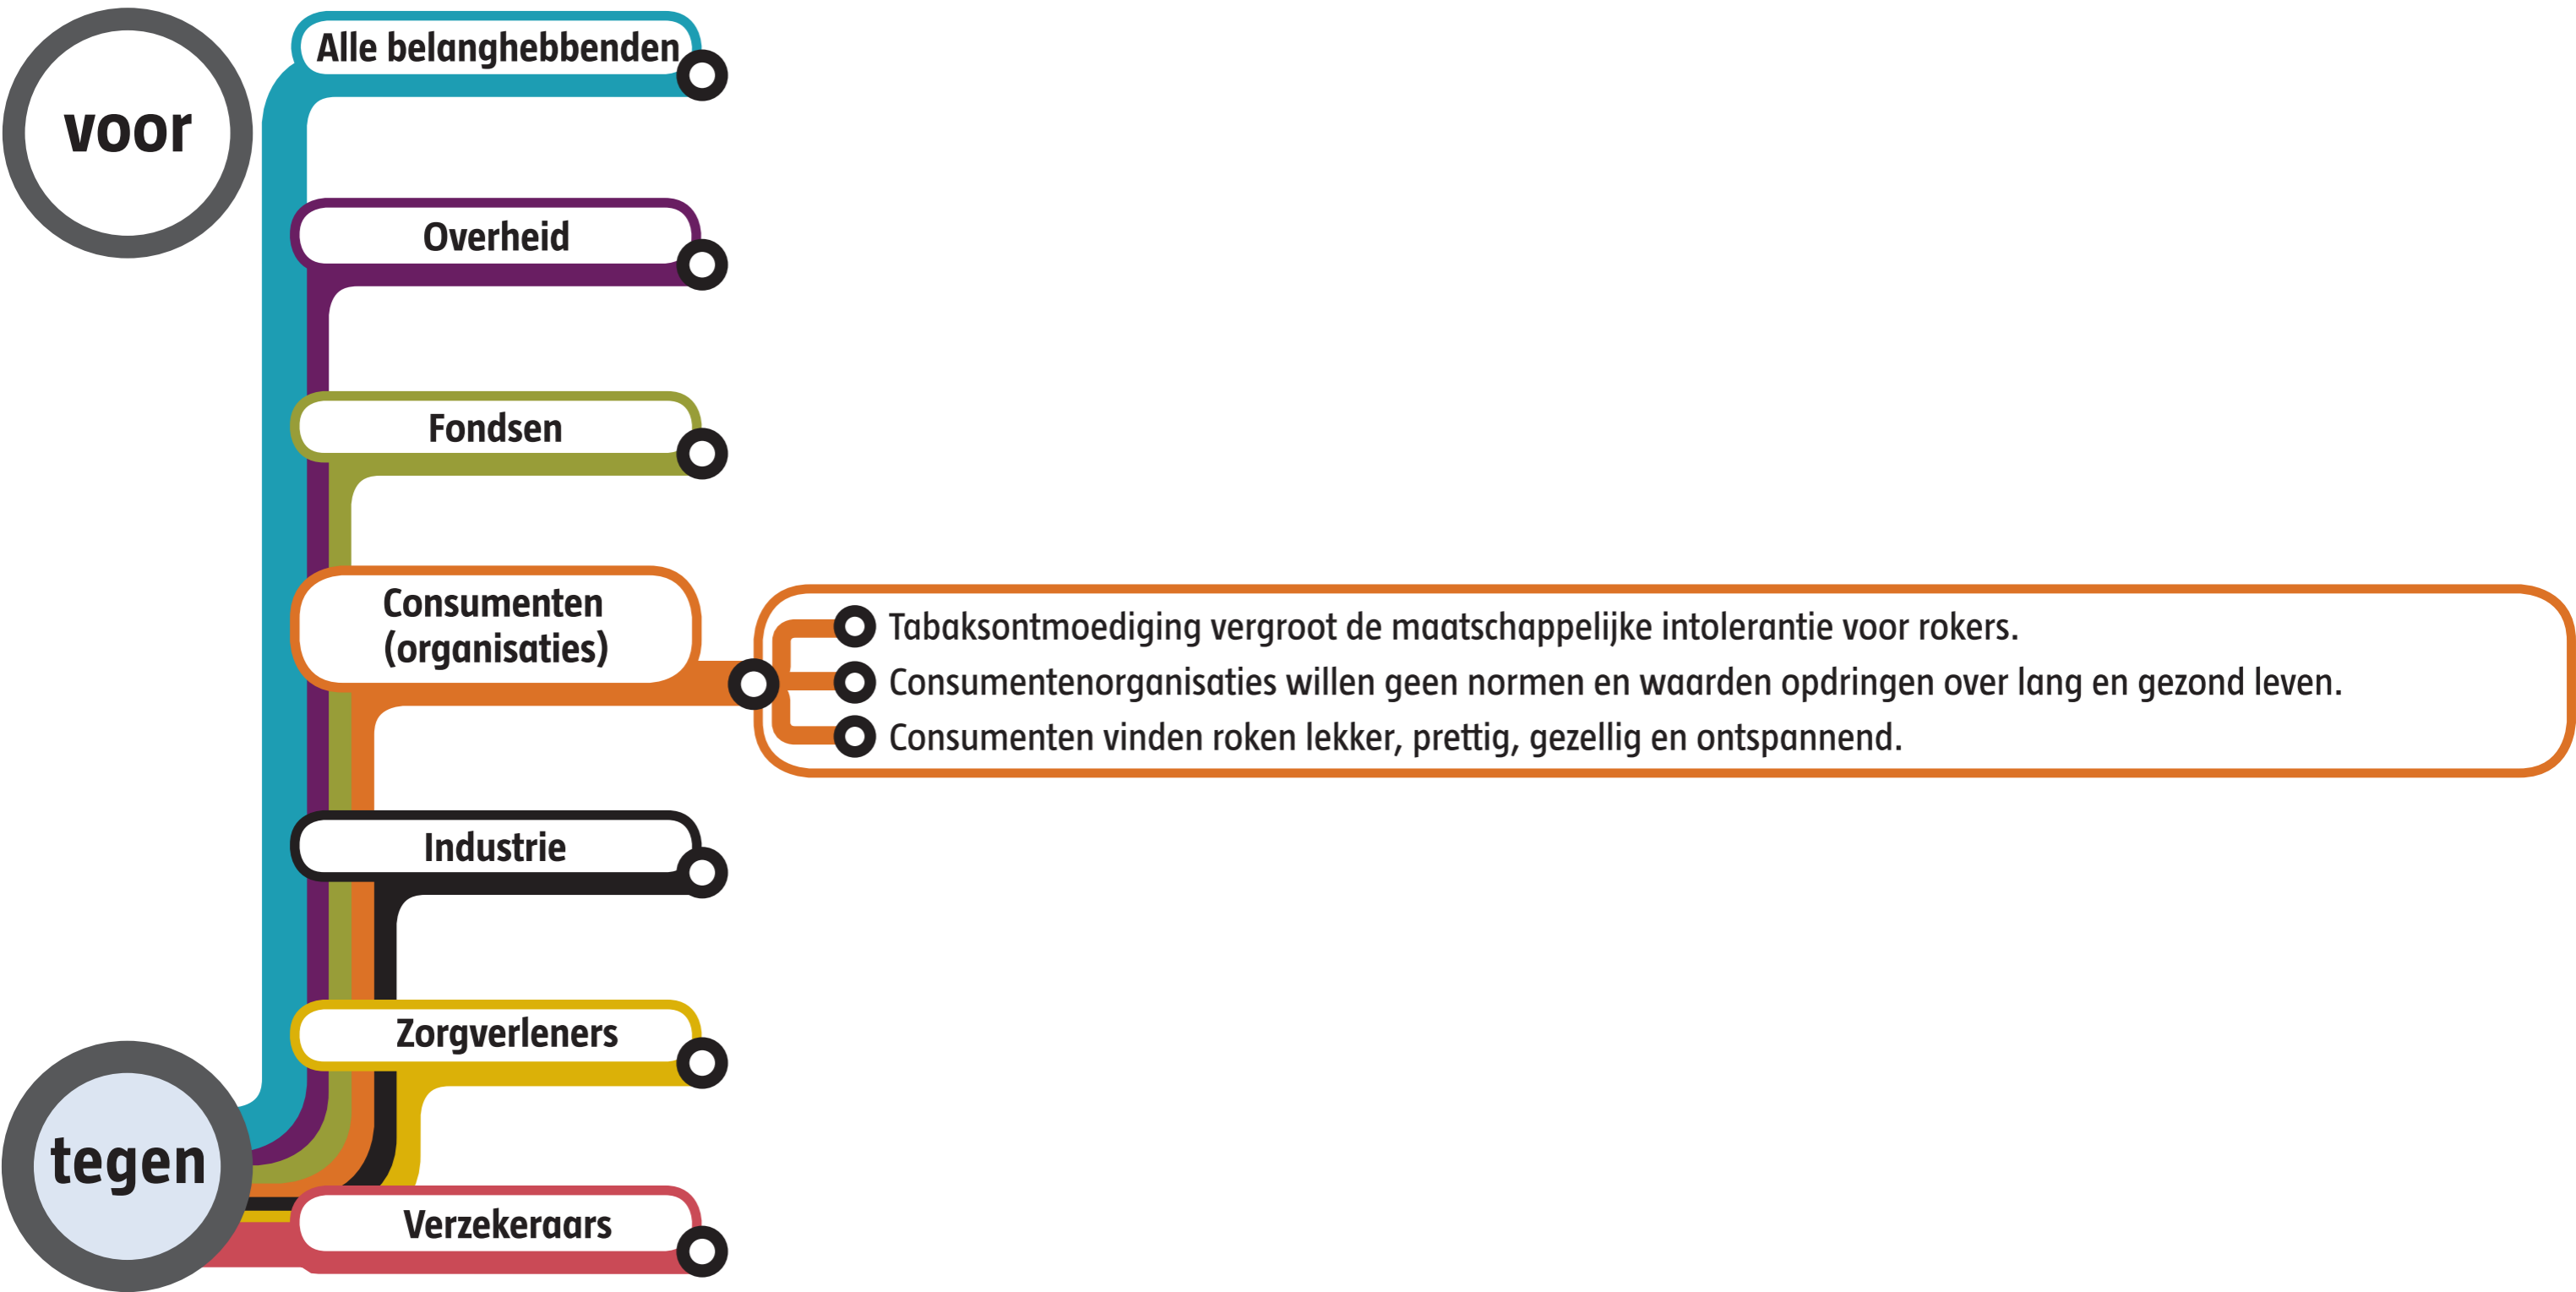 voor
Alle belanghebbenden
Overheid
Fondsen
Consumenten
(organisaties)
Tabaksontmoediging vergroot de maatschappelijke intolerantie voor rokers.
Consumentenorganisaties willen geen normen en waarden opdringen over lang en gezond leven.
Consumenten vinden roken lekker, prettig, gezellig en ontspannend.
Industrie
Zorgverleners
tegen
Verzekeraars